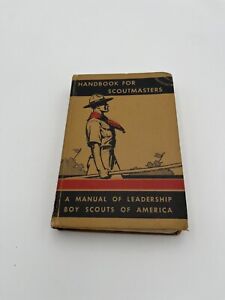 HANDBOOK FOR
SCOUTMASTERS
A MANUAL OF LEADERSHIP
BOY SCOUTS OF AMERICA